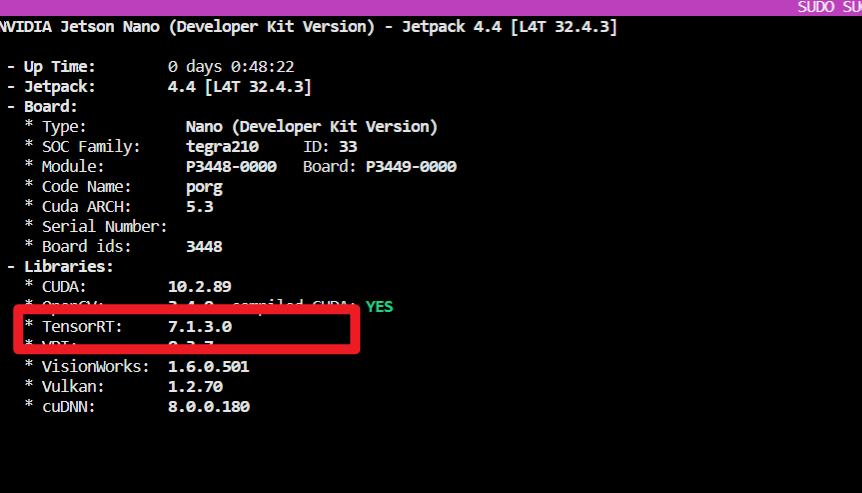 SUDO SU
NVIDIA Jetson Nano (Developer Kit Version) - Jetpack 4.4 [L4T 32.4.3]
- Up Time: 0 days 0:48:22
- Jetpack: 4.4 [L4T 32.4.3]
- Board:
* Type: Nano (Developer Kit Version)
* SOC Family: tegra210 ID: 33
* Module: P3448-0000 Board: P3449-0000
* Code Name: porg
* Cuda ARCH: 5.3
* Serial Number:
* Board ids: 3448
- Libraries:
* CUDA: 10.2.89
* OpenCV: compiled CUDA: YES
* TensorRT: 7.1.3.0
* VPI:
* VisionWorks: 1.6.0.501
* Vulkan: 1.2.70
* cuDNN: 8.0.0.180